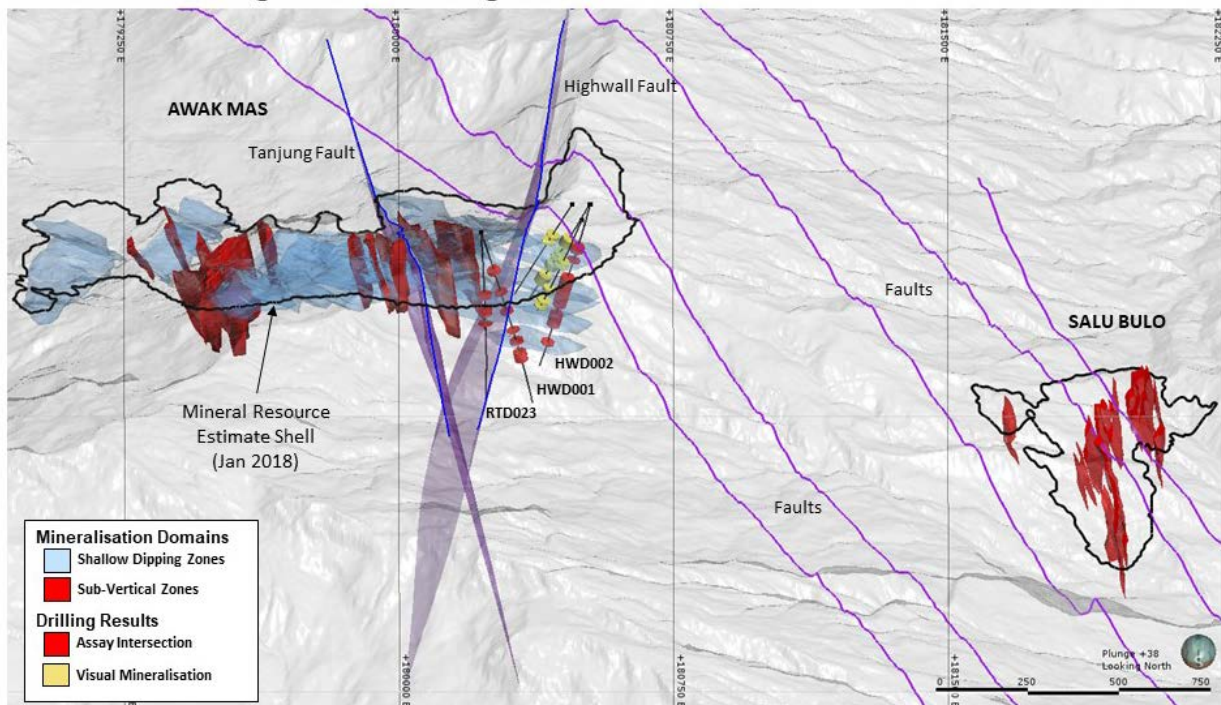 +179250 E
+180000 E
+180750 E
+181500 E
+182250 E
Highwall Fault
AWAK MAS
Tanjung Fault
Faults
SALU BULO
HWD002
HWD001
RTD023
Mineral Resource
Estimate Shell
(Jan 2018)
Faults
Mineralisation Domains
Shallow Dipping Zones
Sub-Vertical Zones
Drilling Results
Assay Intersection
Visual Mineralisation
+180000 E
+180750 E
+181500 E
Plunge +38
Looking North
0 250 500 750